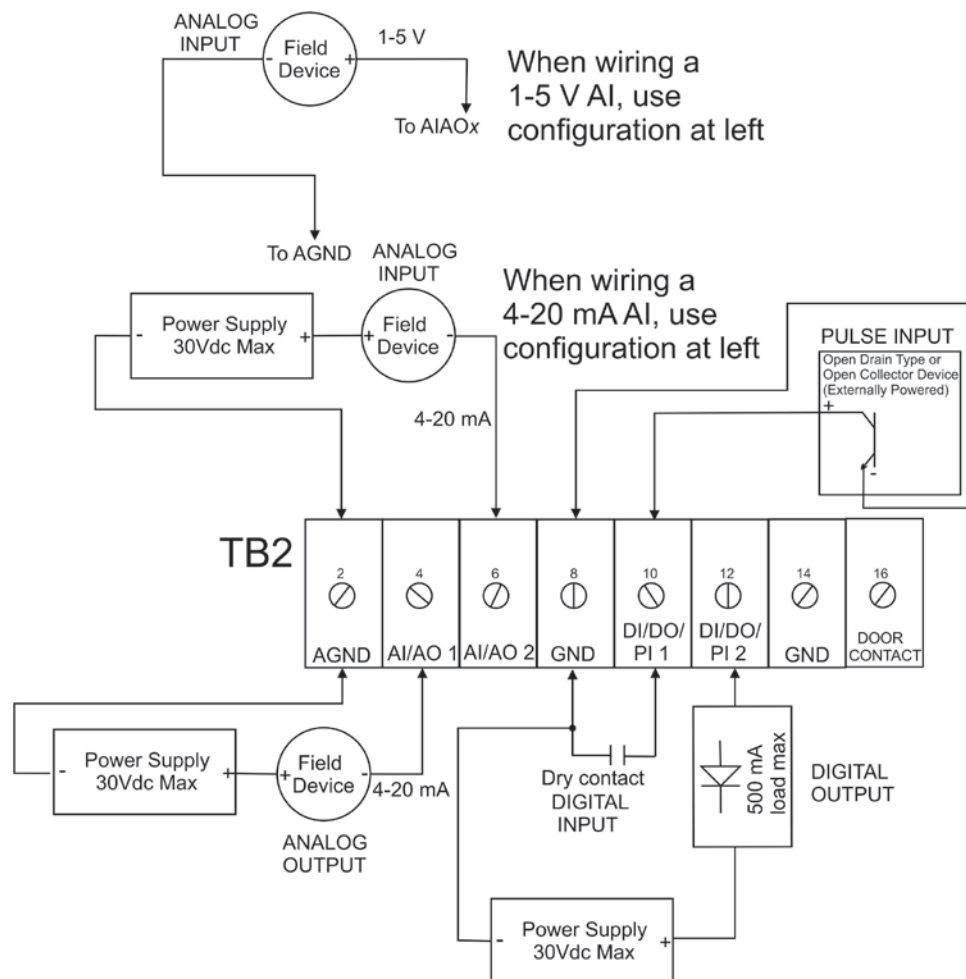 ANALOG
INPUT
-
Field
Device
+
1-5 V
To AIAOx
When wiring a
1-5 V AI, use
configuration at left
To AGND
ANALOG
INPUT
-
Power Supply
30Vdc Max
+
+
Field
Device
-
4-20 mA
When wiring a
4-20 mA AI, use
configuration at left
PULSE INPUT
Open Drain Type or
Open Collector Device
(Externally Powered)
+
-
TB2
2
AGND
4
AI/AO 1
6
AI/AO 2
8
GND
10
DI/DO/
PI 1
12
DI/DO/
PI 2
14
GND
16
DOOR
CONTACT
-
Power Supply
30Vdc Max
+
+
Field
Device
-
4-20 mA
ANALOG
OUTPUT
Dry contact
DIGITAL
INPUT
500 mA
load max
DIGITAL
OUTPUT
-
Power Supply
30Vdc Max
+